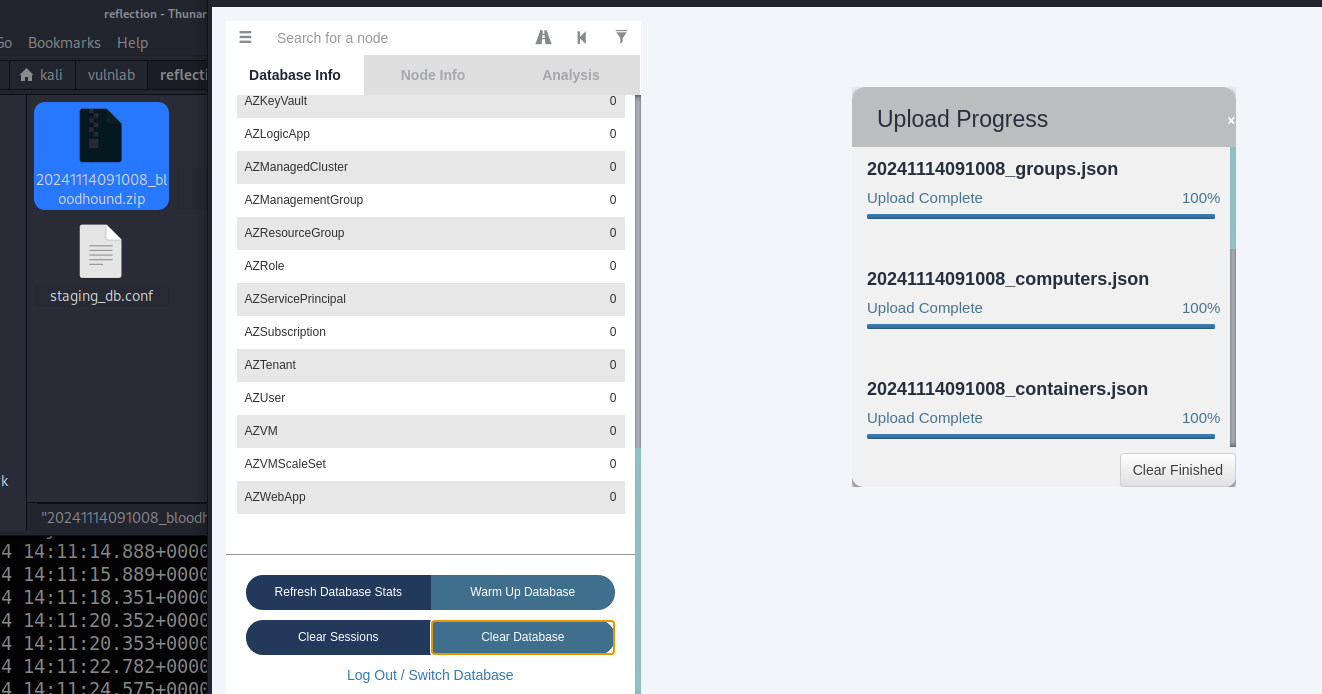 reflection - Thunar
Go Bookmarks Help
kali vulnlab reflecti
20241114091008_bl
oodhound.zip
staging_db.conf
"20241114091008_bloodh
4 14:11:14.888+0000
4 14:11:15.889+0000
4 14:11:18.351+0000
4 14:11:20.352+0000
4 14:11:20.353+0000
4 14:11:22.782+0000
4 14:11:24.575+0000
Search for a node
Database Info Node Info Analysis
AZKeyVault 0
AZLogicApp 0
AZManagedCluster 0
AZManagementGroup 0
AZResourceGroup 0
AZRole 0
AZServicePrincipal 0
AZSubscription 0
AZTenant 0
AZUser 0
AZVM 0
AZVMScaleSet 0
AZWebApp 0
Refresh Database Stats Warm Up Database
Clear Sessions Clear Database
Log Out / Switch Database
Upload Progress ×
20241114091008_groups.json
Upload Complete 100%
20241114091008_computers.json
Upload Complete 100%
20241114091008_containers.json
Upload Complete 100%
Clear Finished